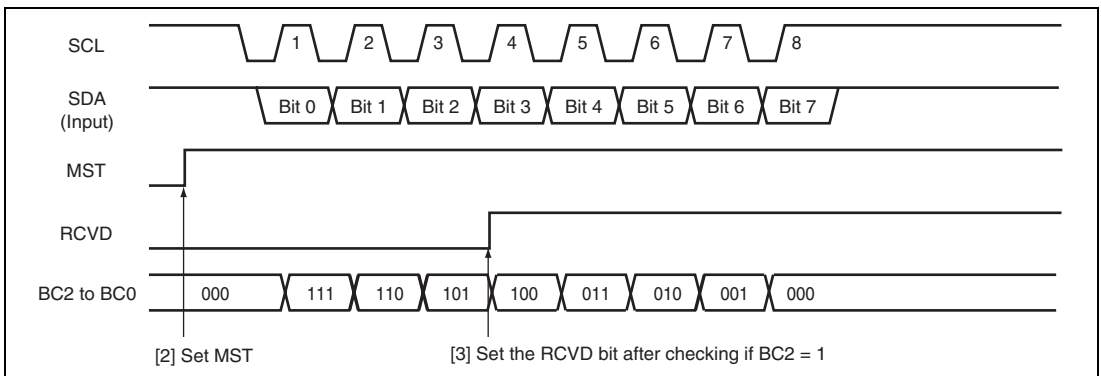 SCL 1 2 3 4 5 6 7 8
SDA
(Input)
Bit 0 Bit 1 Bit 2 Bit 3 Bit 4 Bit 5 Bit 6 Bit 7
MST
RCVD
BC2 to BC0 000 111 110 101 100 011 010 001 000
[2] Set MST [3] Set the RCVD bit after checking if BC2 = 1